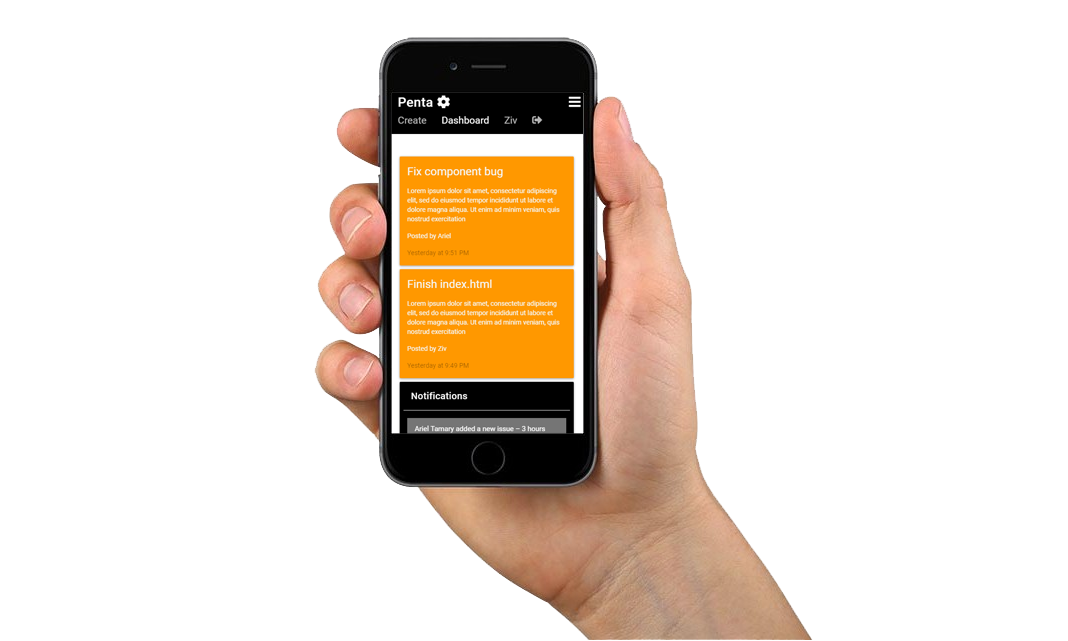 Penta
Create Dashboard Ziv
Fix component bug
Lorem ipsum dolor sit amet, consectetur adipiscing
elit, sed do eiusmod tempor incididunt ut labore et
dolore magna aliqua. Ut enim ad minim veniam, quis
nostrud exercitation
Posted by Ariel
Yesterday at 9:51 PM
Finish index.html
Lorem ipsum dolor sit amet, consectetur adipiscing
elit, sed do eiusmod tempor incididunt ut labore et
dolore magna aliqua. Ut enim ad minim veniam, quis
nostrud exercitation
Posted by Ziv
Yesterday at 9:49 PM
Notifications
Ariel Tamary added a new issue – 3 hours